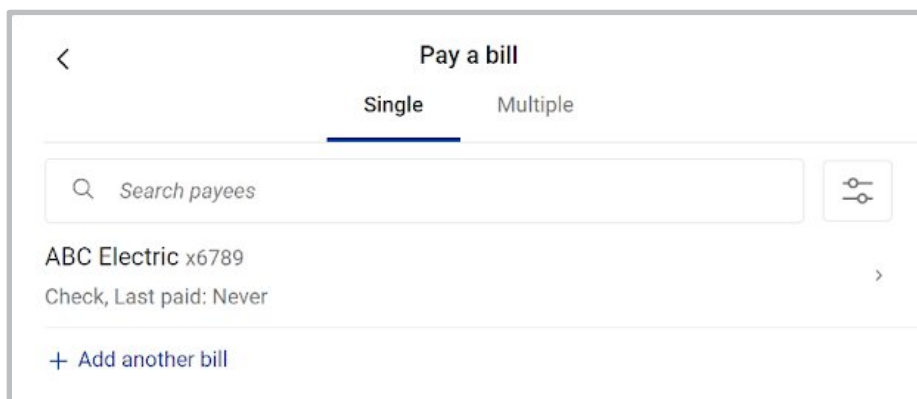 Pay a bill
Single Multiple
Search payees
ABC Electric x6789
Check, Last paid: Never
+ Add another bill